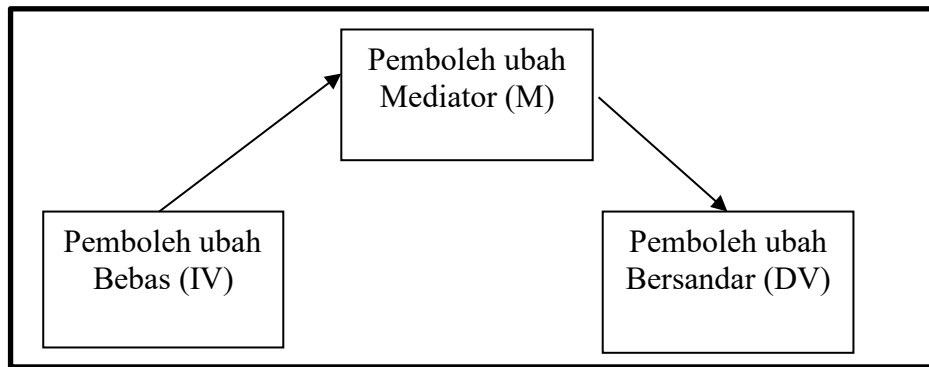 Pemboleh ubah
Mediator (M)
Pemboleh ubah
Bebas (IV)
Pemboleh ubah
Bersandar (DV)